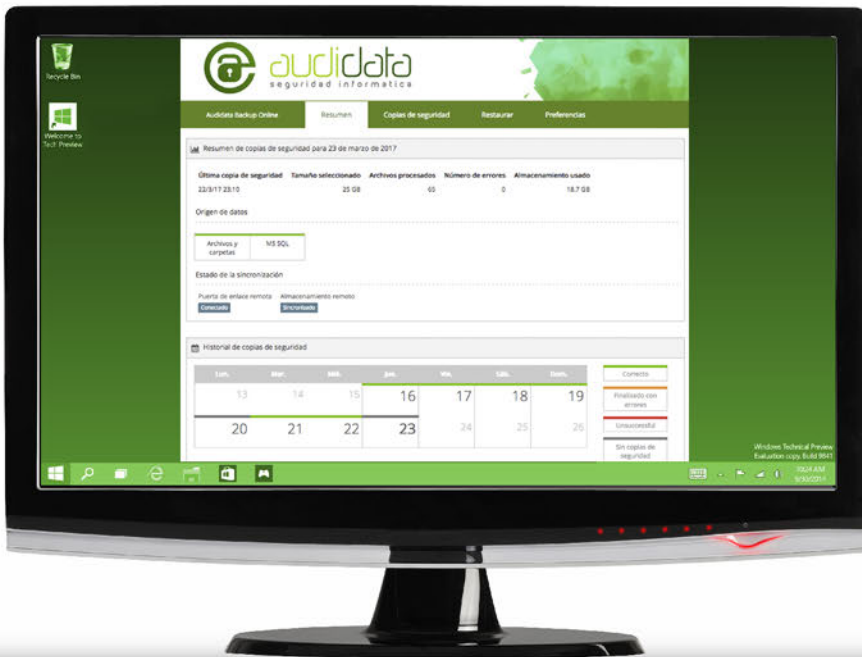 Recycle Bin
Welcome to
Tech Preview
audidata
seguridad informatica
Audidata Backup Online
Resumen
Copias de seguridad
Restaurar
Preferencias
Resumen de copias de seguridad para 23 de marzo de 2017
Última copia de seguridad Tamaño seleccionado Archivos procesados Número de errores Almacenamiento usado
22/3/17 23:10 25 GB 65 0 18.7 GB
Origen de datos
Archivos y
carpetas
MS SQL
Estado de la sincronización
Puerta de enlace remota Almacenamiento remoto
Conectado Sincronizado
Historial de copias de seguridad
Lun. Mar. Mié. Jue. Vie. Sáb. Dom.
13 14 15 16 17 18 19
20 21 22 23 24 25 26
Correcto
Finalizado con
errores
Unsuccessful
Sin copias de
seguridad
Windows Technical Preview
Evaluation copy. Build 9841
10:24 AM
9/30/2014